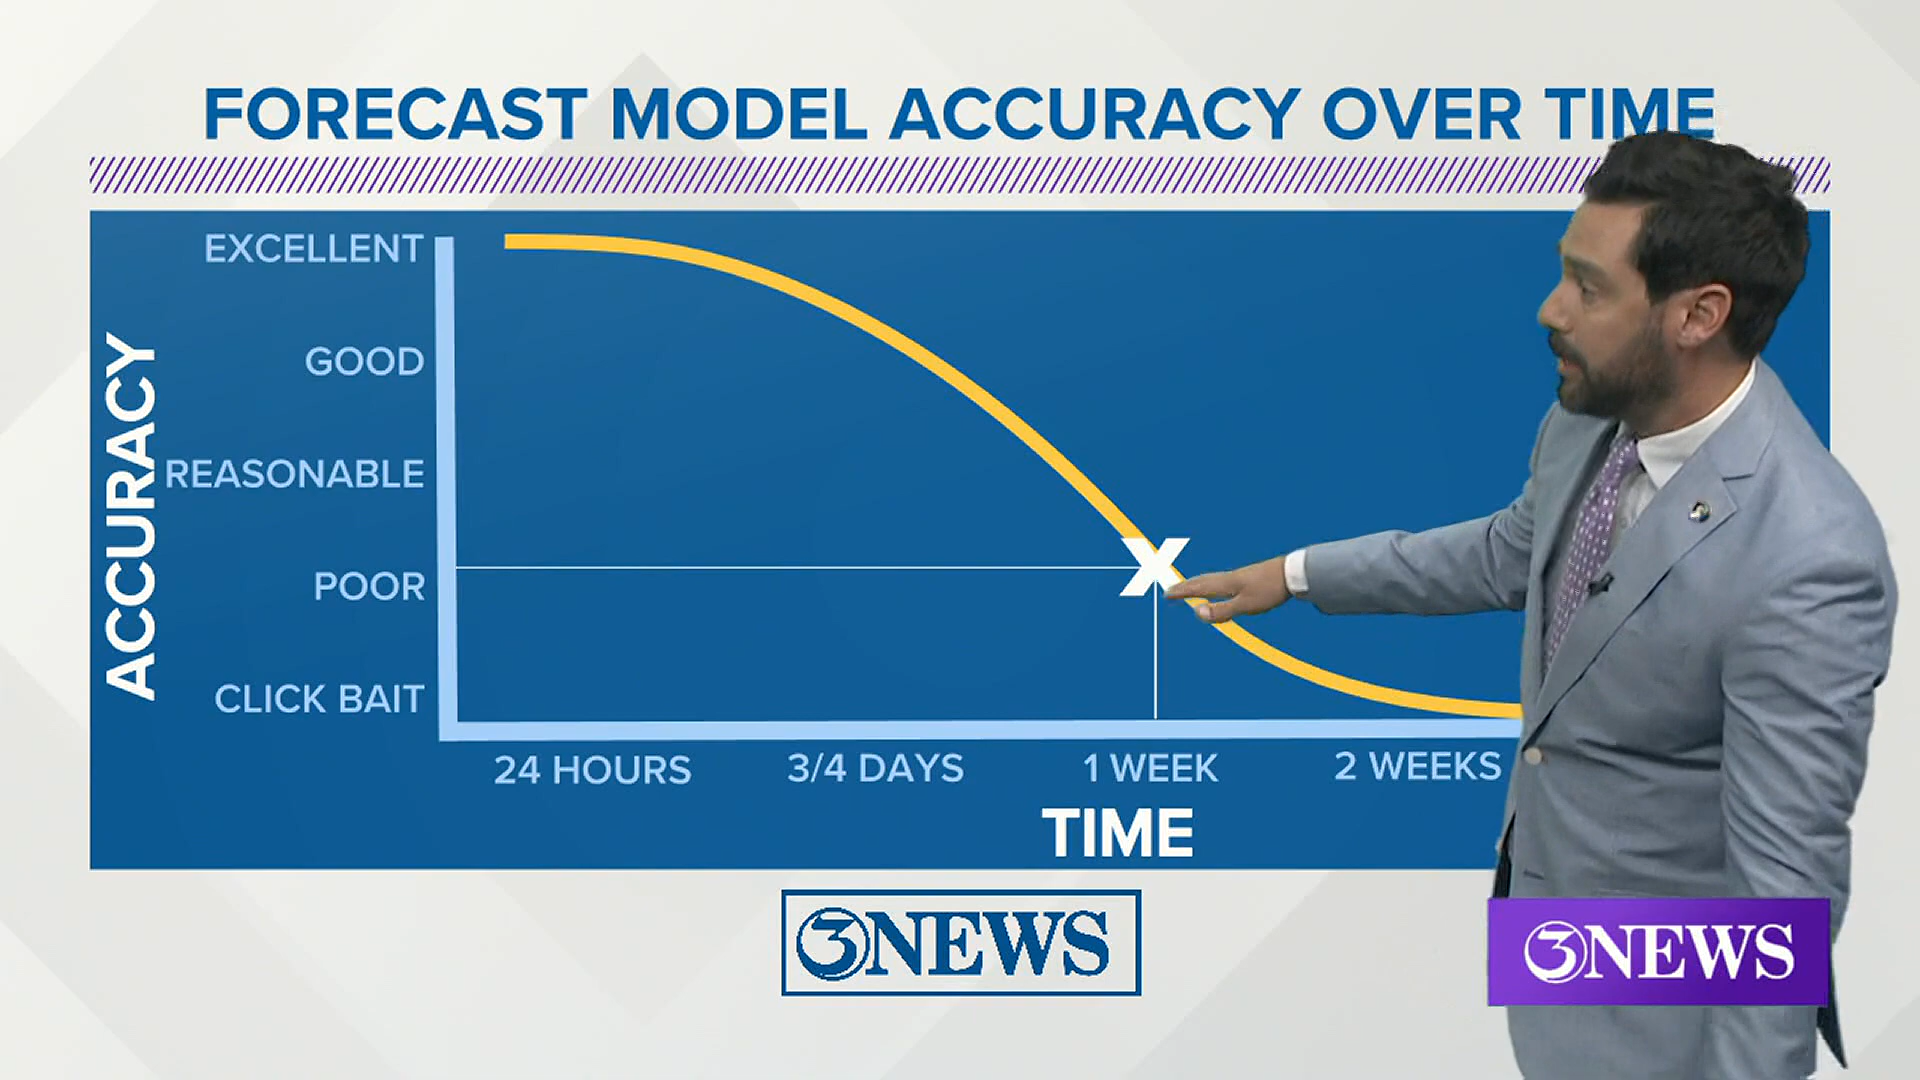 FORECAST MODEL ACCURACY OVER TIME
ACCURACY
EXCELLENT
GOOD
REASONABLE
POOR
CLICK BAIT
X
24 HOURS
3/4 DAYS
1 WEEK
2 WEEKS
TIME
3NEWS
3NEWS